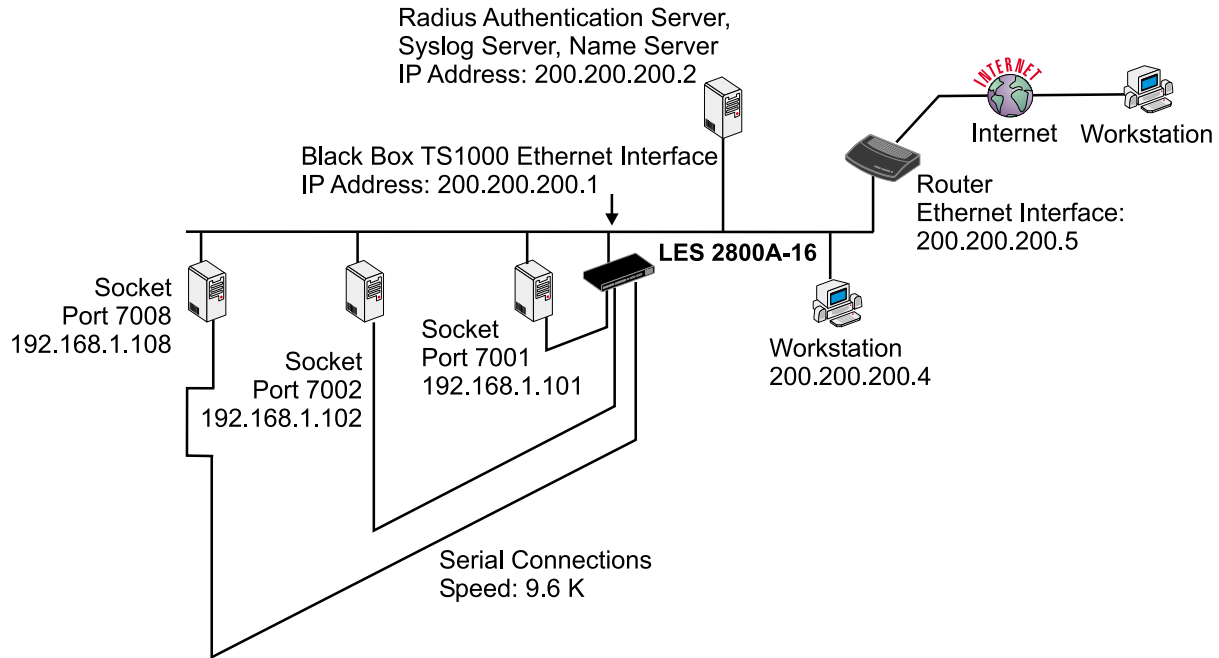 Radius Authentication Server,
Syslog Server, Name Server
IP Address: 200.200.200.2
INTERNET
Internet
Workstation
Black Box TS1000 Ethernet Interface
IP Address: 200.200.200.1
Router
Ethernet Interface:
200.200.200.5
LES 2800A-16
Socket
Port 7008
192.168.1.108
Socket
Port 7002
192.168.1.102
Socket
Port 7001
192.168.1.101
Workstation
200.200.200.4
Serial Connections
Speed: 9.6 K